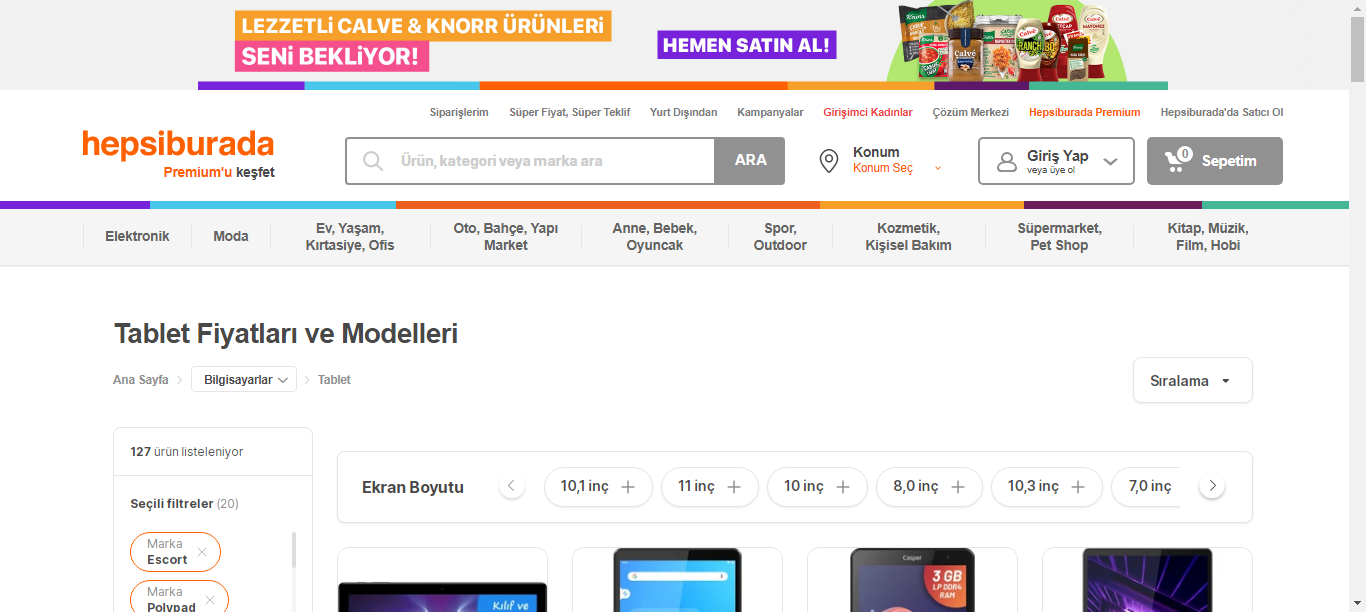 LEZZETLİ CALVE & KNORR ÜRÜNLERİ
SENİ BEKLİYOR!
HEMEN SATIN AL!
Siparişlerim
Süper Fiyat, Süper Teklif
Yurt Dışından
Kampanyalar
Girişimci Kadınlar
Çözüm Merkezi
Hepsiburada Premium
Hepsiburada'da Satıcı Ol
hepsiburada
Premium'u keşfet
Ürün, kategori veya marka ara
ARA
Konum
Konum Seç
Giriş Yap
veya üye ol
0
Sepetim
Elektronik
Moda
Ev, Yaşam,
Kırtasiye, Ofis
Oto, Bahçe, Yapı
Market
Anne, Bebek,
Oyuncak
Spor,
Outdoor
Kozmetik,
Kişisel Bakım
Süpermarket,
Pet Shop
Kitap, Müzik,
Film, Hobi
Tablet Fiyatları ve Modelleri
Ana Sayfa
Bilgisayarlar
Tablet
Sıralama
127 ürün listeleniyor
Seçili filtreler (20)
Marka
Escort
Marka
Polypad
Ekran Boyutu
10,1 inç
11 inç
10 inç
8,0 inç
10,3 inç
7,0 inç
Kılıf ve
Casper
3 GB
LP DDR4
RAM